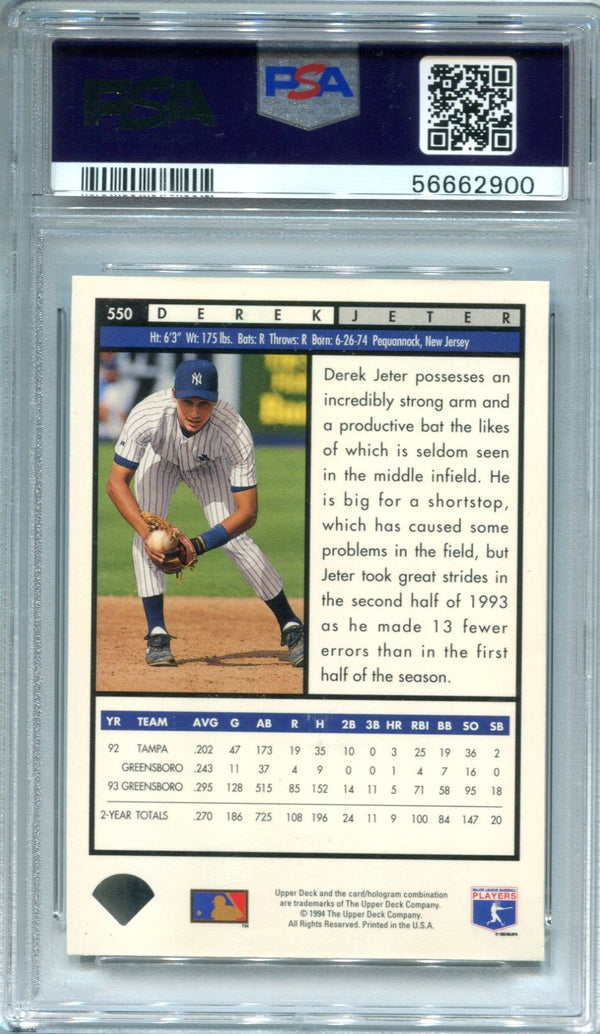 PSA
PSA
56662900
550 DEREK JETER
Ht: 6'3" Wt: 175 lbs. Bats: R Throws: R Born: 6-26-74 Pequannock, New Jersey
NY
Derek Jeter possesses an
incredibly strong arm and
a productive bat the likes
of which is seldom seen
in the middle infield. He
is big for a shortstop,
which has caused some
problems in the field, but
Jeter took great strides in
the second half of 1993
as he made 13 fewer
errors than in the first
half of the season.
YR TEAM AVG G AB R H 2B 3B HR RBI BB SO SB
92 TAMPA .202 47 173 19 35 10 0 3 25 19 36 2
GREENSBORO .243 11 37 4 9 0 0 1 4 7 16 0
93 GREENSBORO .295 128 515 85 152 14 11 5 71 58 95 18
2-YEAR TOTALS .270 186 725 108 196 24 11 9 100 84 147 20
Upper Deck and the card/hologram combination
are trademarks of The Upper Deck Company.
© 1994 The Upper Deck Company.
All Rights Reserved. Printed in the U.S.A.
TM
MAJOR LEAGUE BASEBALL
PLAYERS